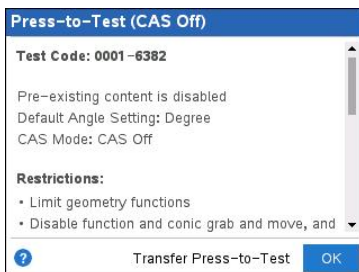 Press-to-Test (CAS Off)
Test Code: 0001-6382
Pre-existing content is disabled
Default Angle Setting: Degree
CAS Mode: CAS Off
Restrictions:
• Limit geometry functions
• Disable function and conic grab and move, and
? Transfer Press-to-Test OK